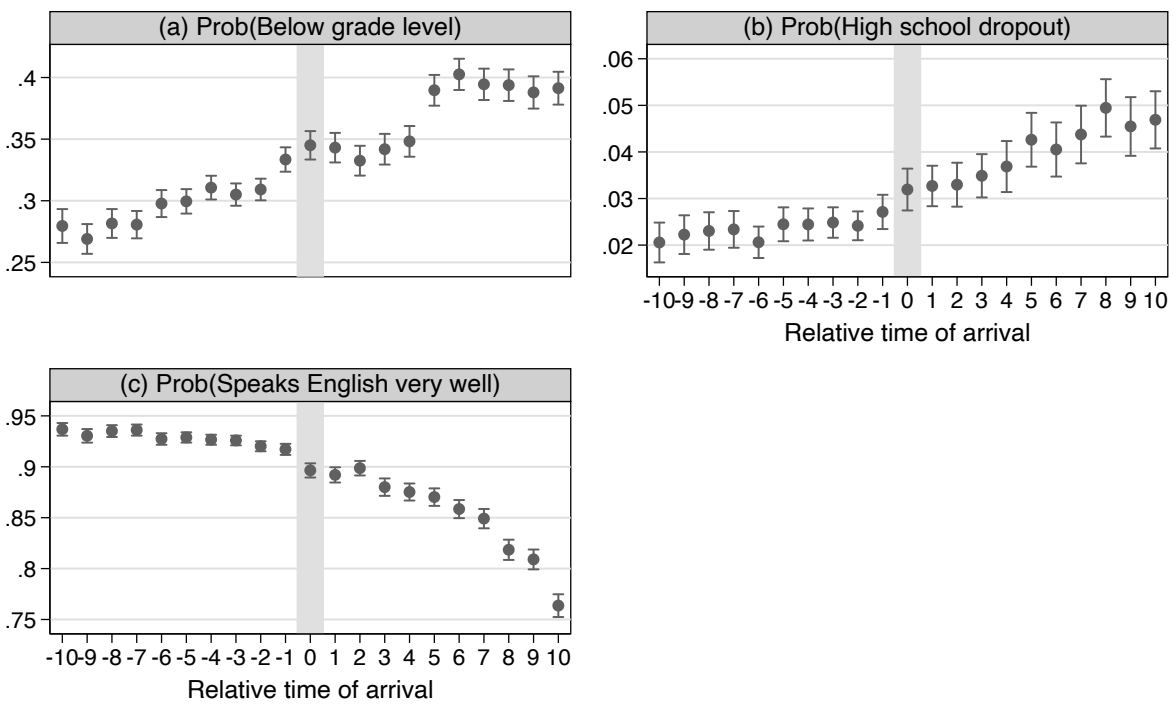 (a) Prob(Below grade level)
.4
.35
.3
.25
(b) Prob(High school dropout)
.06
.05
.04
.03
.02
-10 -9 -8 -7 -6 -5 -4 -3 -2 -1 0 1 2 3 4 5 6 7 8 9 10
Relative time of arrival
(c) Prob(Speaks English very well)
.95
.9
.85
.8
.75
-10 -9 -8 -7 -6 -5 -4 -3 -2 -1 0 1 2 3 4 5 6 7 8 9 10
Relative time of arrival